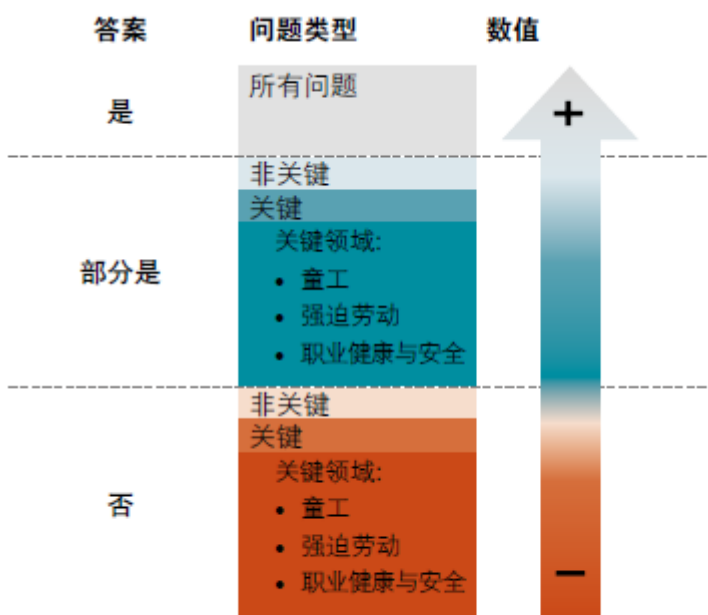 答案 问题类型 数值
所有问题
是
+
非关键
关键
关键领域:
部分是
• 童工
• 强迫劳动
• 职业健康与安全
非关键
关键
关键领域:
否
• 童工
• 强迫劳动
• 职业健康与安全
−